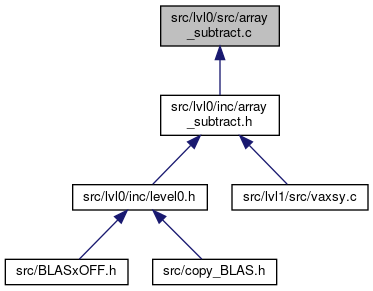 src/lvl0/src/array
_subtract.c
src/lvl0/inc/array
_subtract.h
src/lvl0/inc/level0.h
src/lvl1/src/vaxsy.c
src/BLASxOFF.h
src/copy_BLAS.h